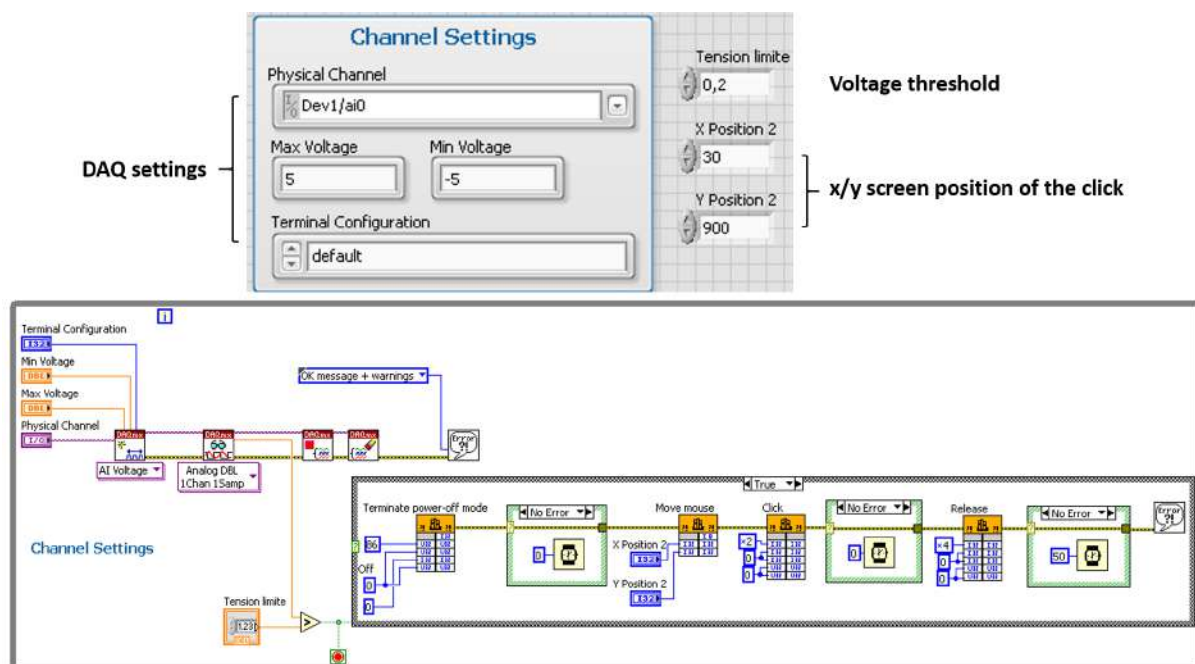 Channel Settings
Physical Channel
Dev1/ai0
Max Voltage
Min Voltage
5
-5
Terminal Configuration
default
DAQ settings
Tension limite
0,2
Voltage threshold
X Position 2
30
Y Position 2
900
x/y screen position of the click
i
Terminal Configuration
I32
Min Voltage
DBL
Max Voltage
DBL
Physical Channel
I/O
OK message + warnings
DAQmx
DAQmx
DAQmx
DAQmx
Error
?!
AI Voltage
Analog DBL
1Chan 1Samp
True
Terminate power-off mode
No Error
Move mouse
Click
No Error
Release
No Error
Error
?!
X Position 2
I32
Y Position 2
I32
×2
0
0
0
×4
0
0
50
Off
0
0
0
Channel Settings
Tension limite
1.23
>